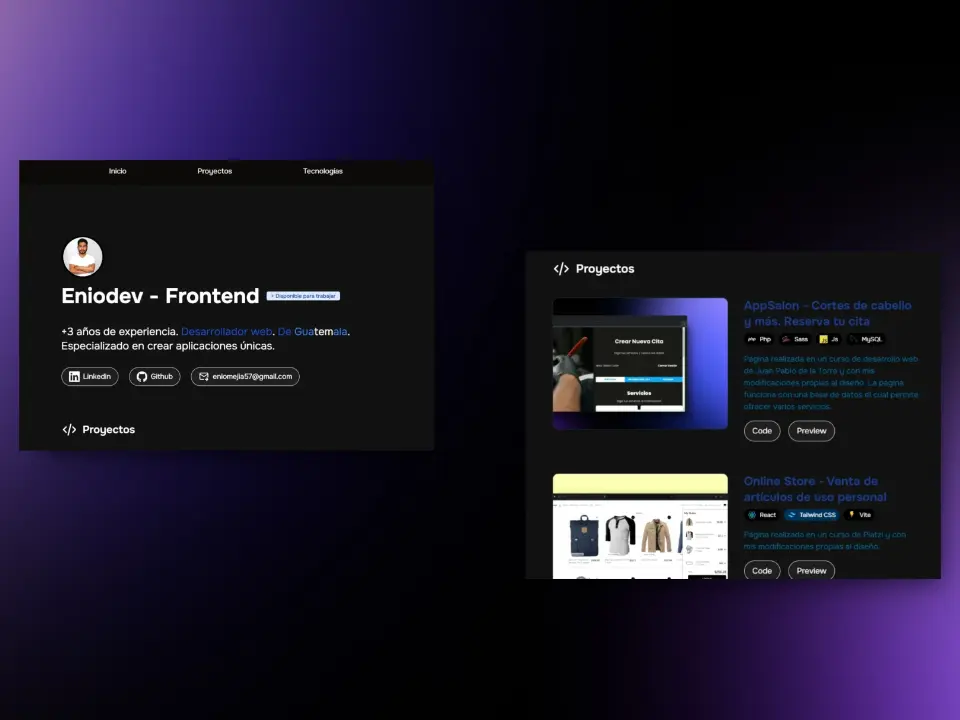 Inicio
Proyectos
Tecnologías
Eniodev - Frontend
Disponible para trabajar
+3 años de experiencia. Desarrollador web. De Guatemala.
Especializado en crear aplicaciones únicas.
Linkedin
Github
eniomejia57@gmail.com
</> Proyectos
</> Proyectos
Crear Nueva Cita
Servicios
AppSalon - Cortes de cabello
y más. Reserva tu cita
Php
Sass
JS
Js
MySQL
Página realizada en un curso de desarrollo web
de Juan Pablo de la Torre y con mis
modificaciones propias al diseño. La página
funciona con una base de datos el cual permite
ofrecer varios servicios.
Code
Preview
Online Store - Venta de
artículos de uso personal
React
Tailwind CSS
Vite
Página realizada en un curso de Platzi y con
mis modificaciones propias al diseño.
Code
Preview